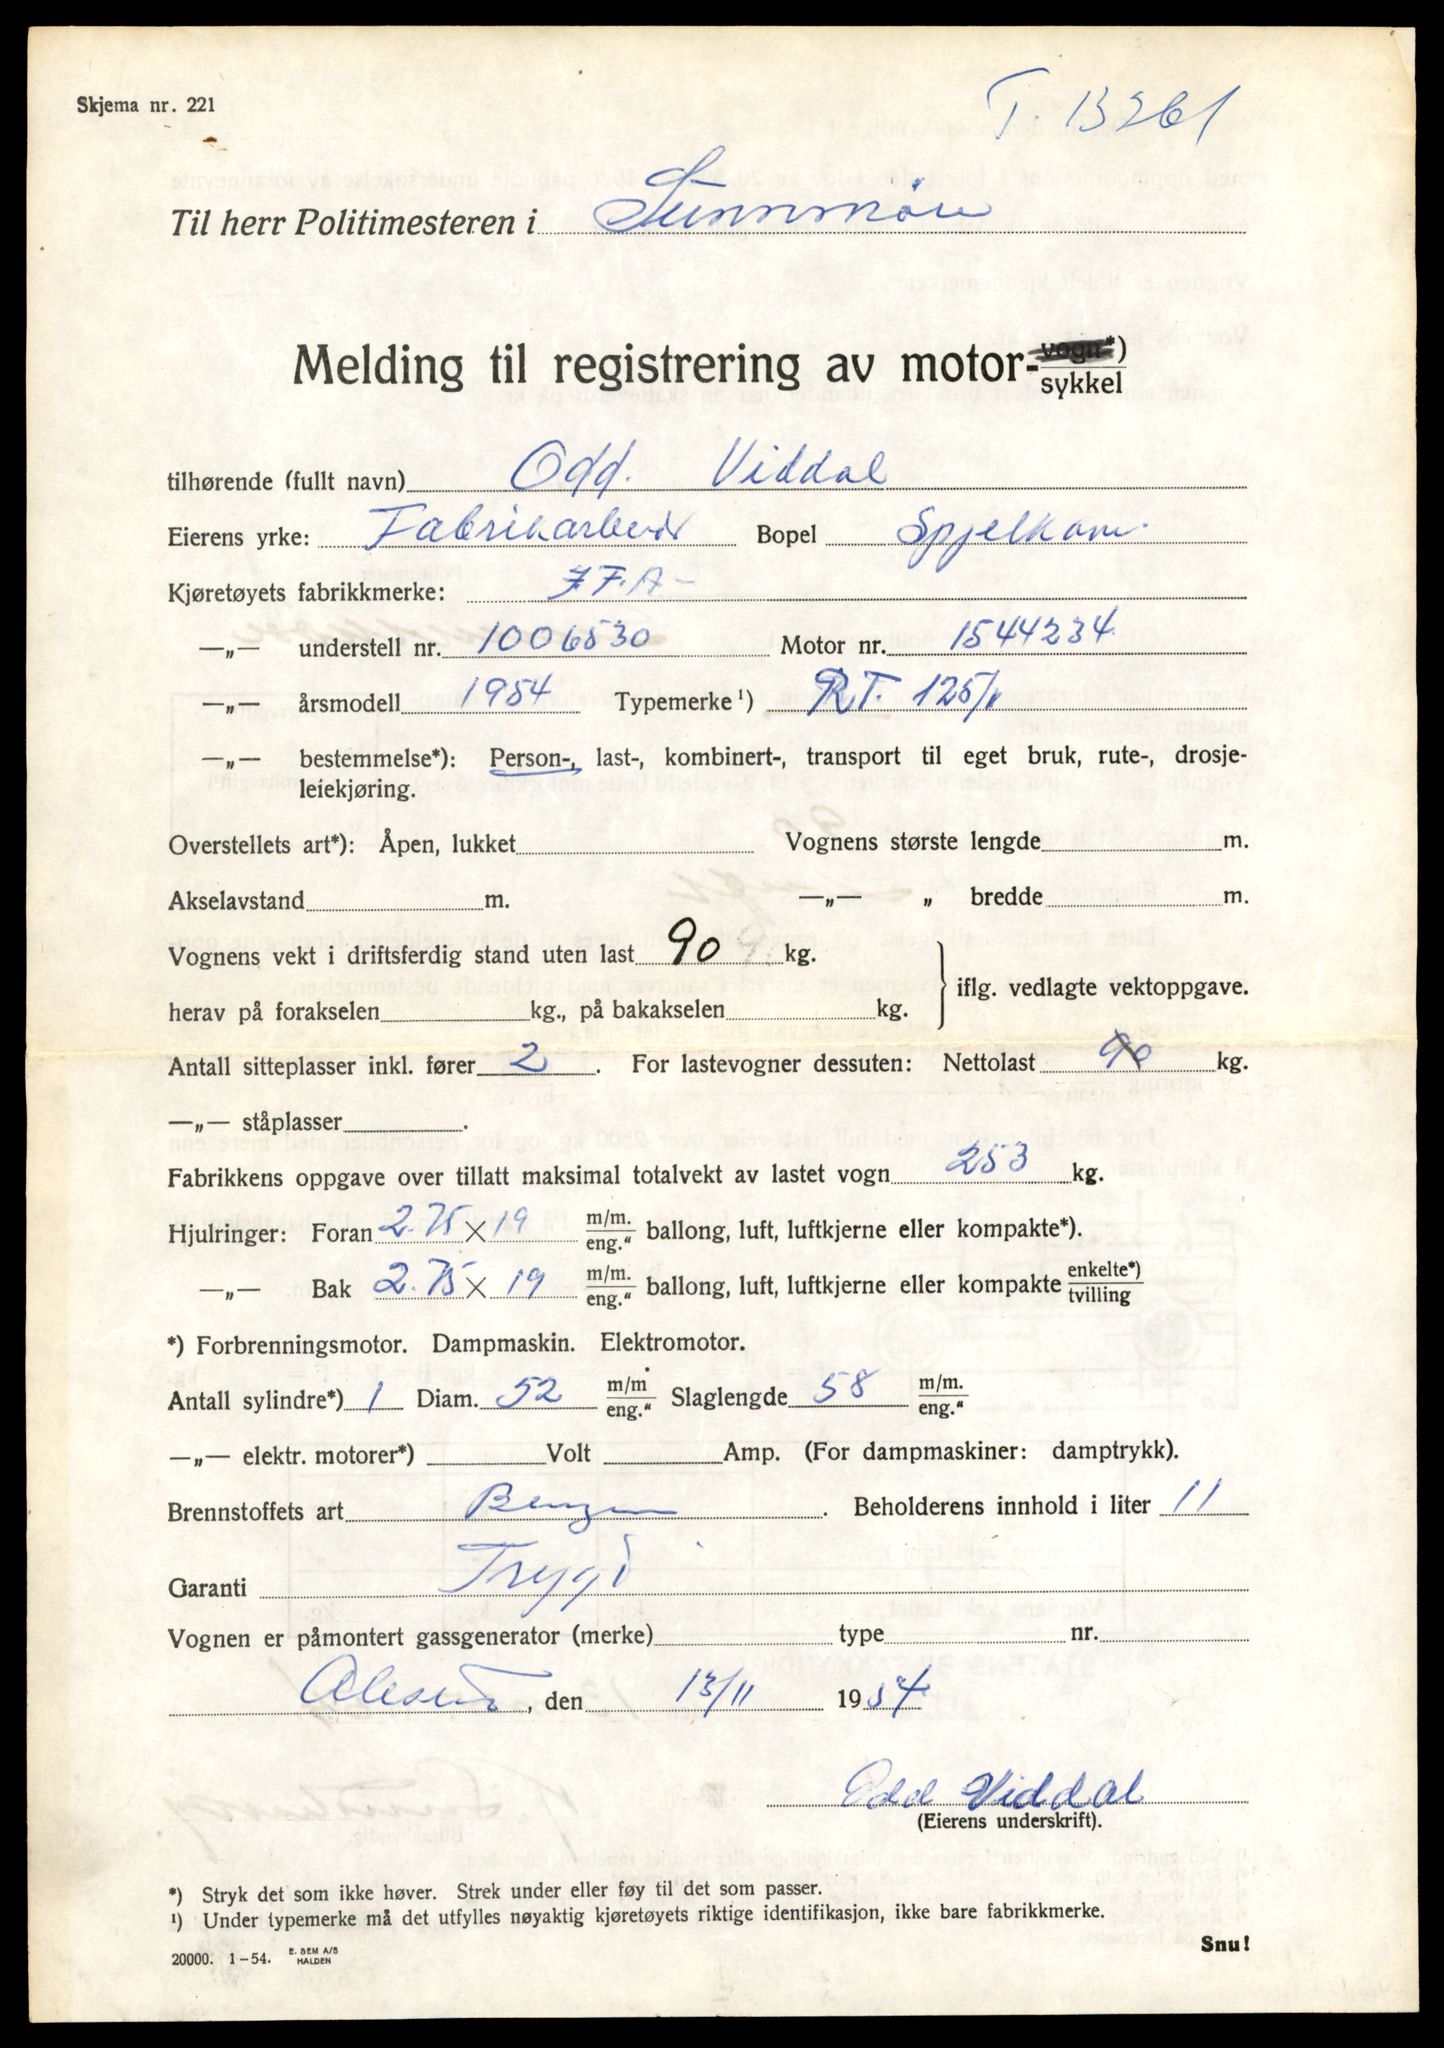 Skjema nr. 221
T. 13261
Til herr Politimesteren i Sunnmøre
Melding til registrering av motor-vogn*)
sykkel
tilhørende (fullt navn) Odd. Viddal
Eierens yrke: Fabrikarbeider Bopel Spjelkavik
Kjøretøyets fabrikkmerke: IFA-
—„— understell nr. 1006530 Motor nr. 1544234
—„— årsmodell 1954 Typemerke ¹) RT. 125/1
—„— bestemmelse*): Person-, last-, kombinert-, transport til eget bruk, rute-, drosje-
leiekjøring.
Overstellets art*): Åpen, lukket Vognens største lengde m.
Akselavstand m. —„— „ bredde m.
Vognens vekt i driftsferdig stand uten last 90 kg.
herav på forakselen kg., på bakakselen kg. iflg. vedlagte vektoppgave.
Antall sitteplasser inkl. fører 2. For lastevogner dessuten: Nettolast 90 kg.
—„— ståplasser.
Fabrikkens oppgave over tillatt maksimal totalvekt av lastet vogn 253 kg.
Hjulringer: Foran 2.75 × 19 m/m. eng.“ ballong, luft, luftkjerne eller kompakte*).
—„— Bak 2.75 × 19 m/m. eng.“ ballong, luft, luftkjerne eller kompakte enkelte*) tvilling
*) Forbrenningsmotor. Dampmaskin. Elektromotor.
Antall sylindre*) 1 Diam. 52 m/m eng.“ Slaglengde 58 m/m. eng.“
—„— elektr. motorer*) Volt Amp. (For dampmaskiner: damptrykk).
Brennstoffets art Benzin. Beholderens innhold i liter 11
Garanti Trygd
Vognen er påmontert gassgenerator (merke) type nr.
Ålesund, den 13/11 1954
Odd Viddal
(Eierens underskrift).
*) Stryk det som ikke høver. Strek under eller føy til det som passer.
¹) Under typemerke må det utfylles nøyaktig kjøretøyets riktige identifikasjon, ikke bare fabrikkmerke.
20000. 1-54. E. SEM A/S HALDEN
Snu!